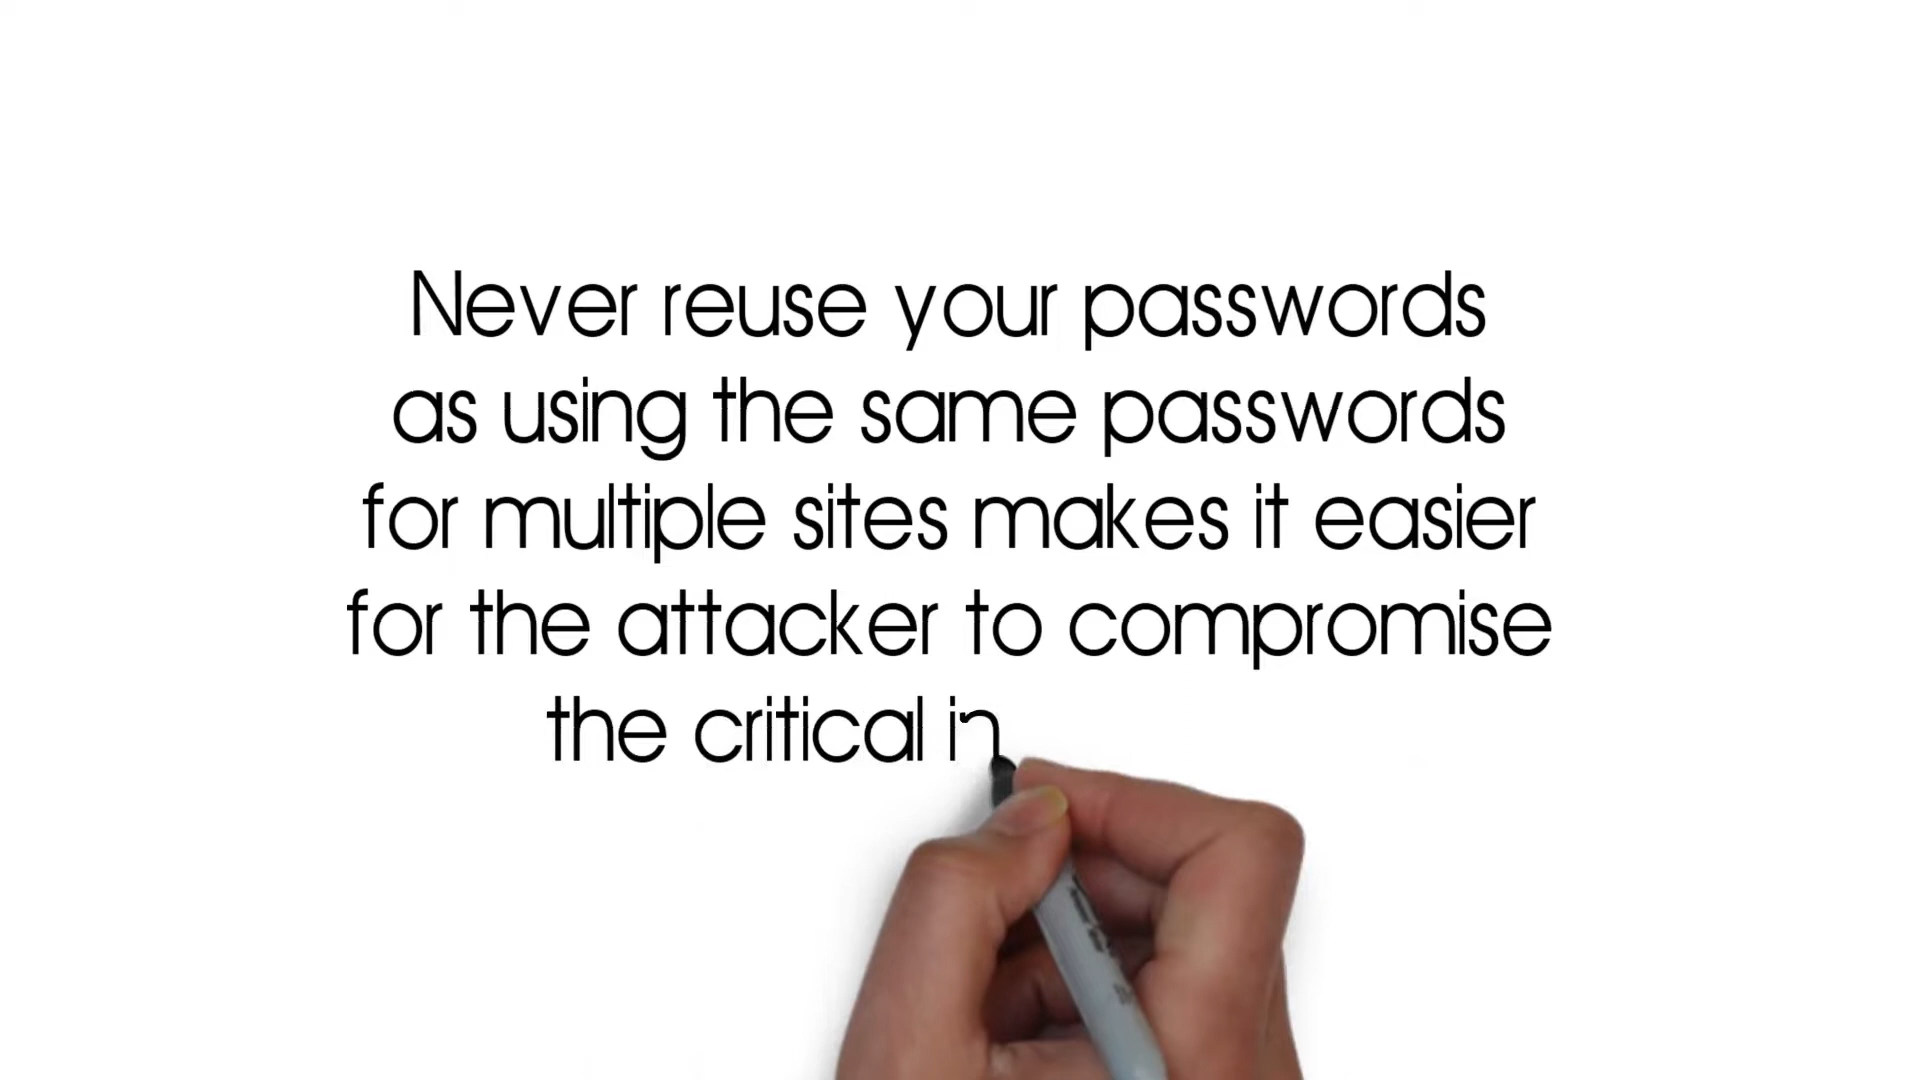 Never reuse your passwords
as using the same passwords
for multiple sites makes it easier
for the attacker to compromise
the critical in